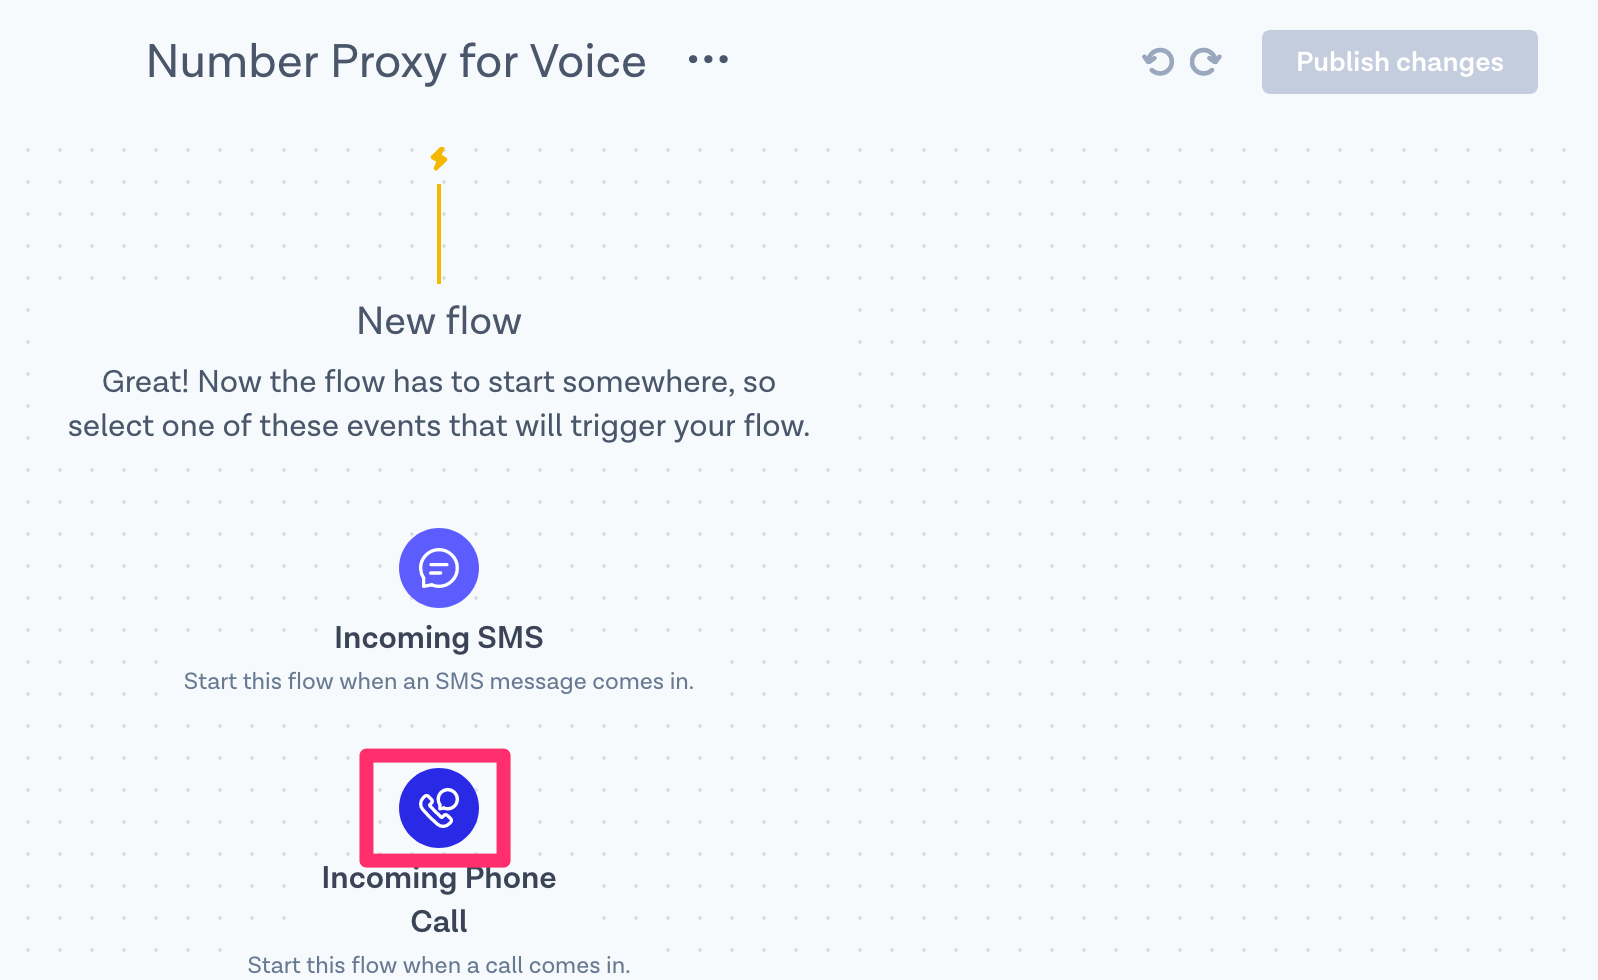 Number Proxy for Voice
Publish changes
New flow
Great! Now the flow has to start somewhere, so
select one of these events that will trigger your flow.
Incoming SMS
Start this flow when an SMS message comes in.
Incoming Phone
Call
Start this flow when a call comes in.